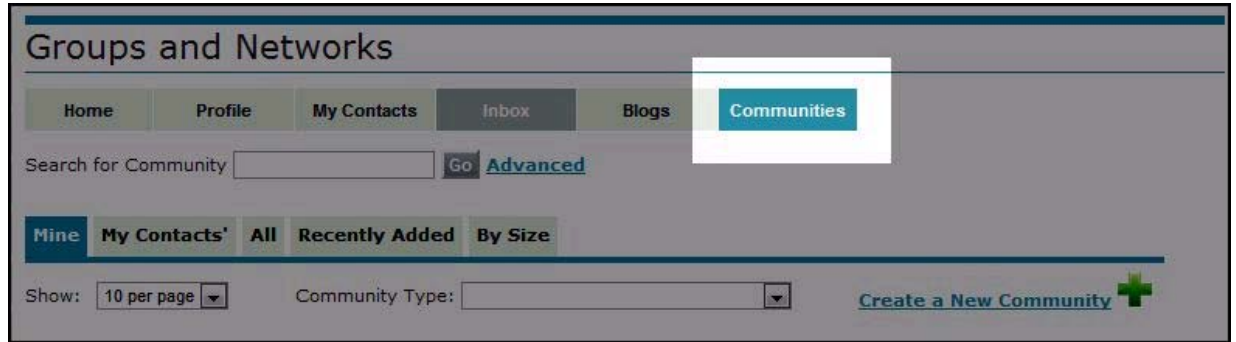 Groups and Networks
Home Profile My Contacts Inbox Blogs Communities
Search for Community Go Advanced
Mine My Contacts' All Recently Added By Size
Show: 10 per page Community Type: Create a New Community